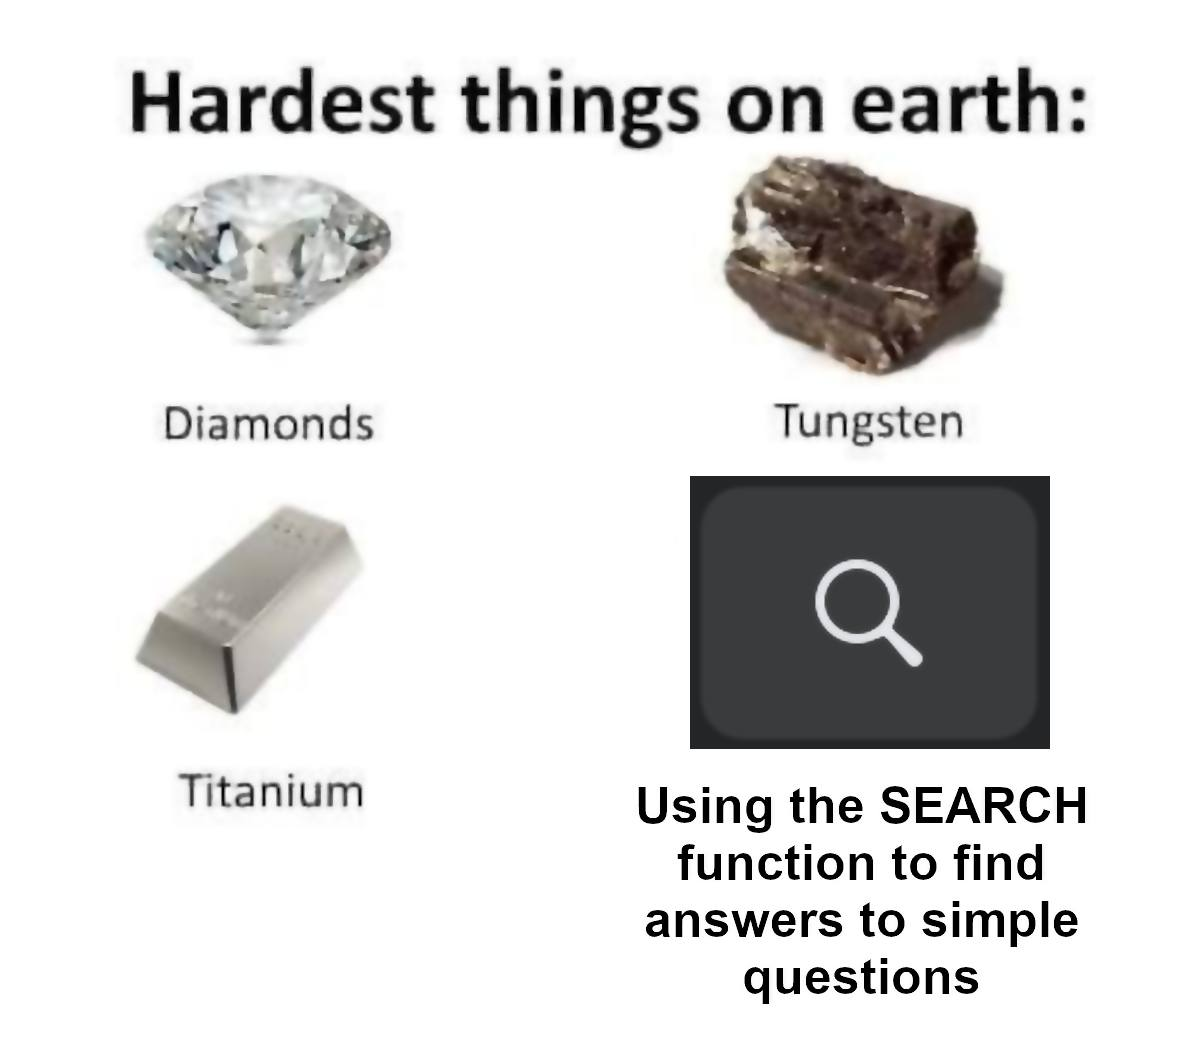 Hardest things on earth:
Diamonds
Tungsten
Titanium
Using the SEARCH
function to find
answers to simple
questions